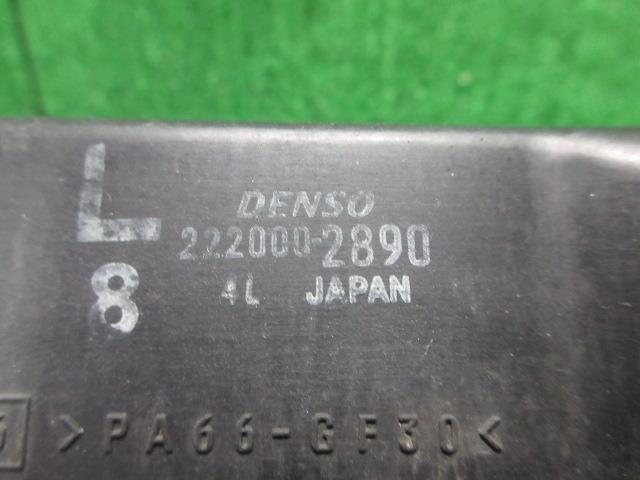 L
DENSO
222000-2890
8
4L JAPAN
>PA66-GF30<